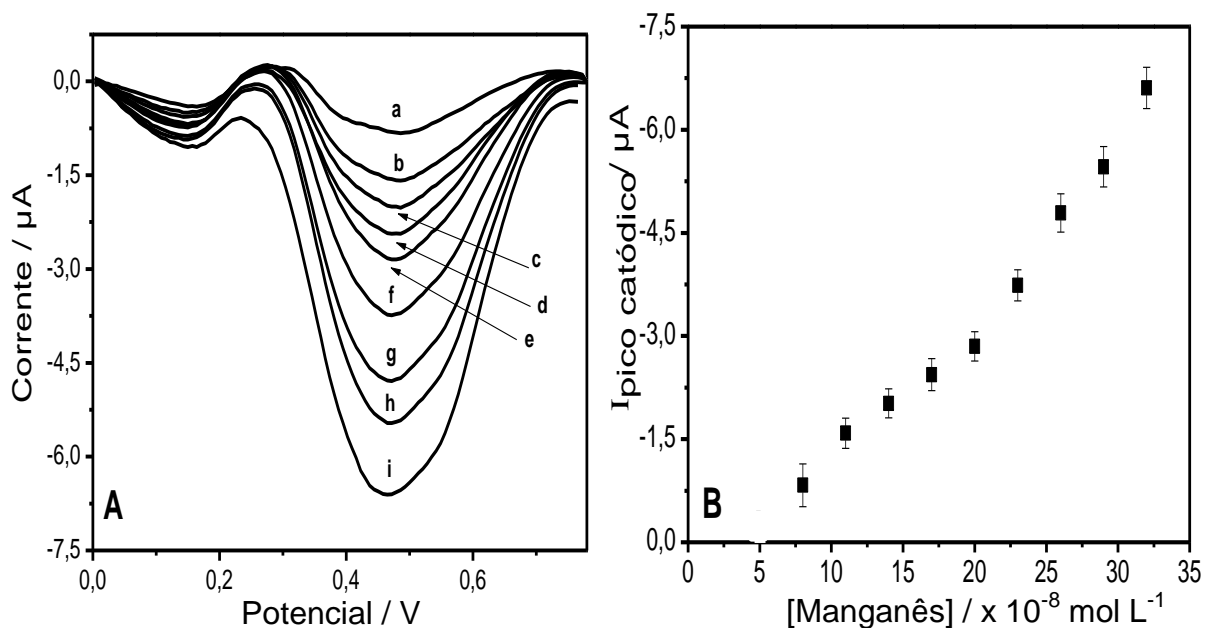 0,0
-1,5
-3,0
-4,5
-6,0
-7,5
Corrente / µA
0,0 0,2 0,4 0,6
Potencial / V
a
b
c
d
e
f
g
h
i
A
-7,5
-6,0
-4,5
-3,0
-1,5
0,0
Ipico catódico/ µA
0 5 10 15 20 25 30 35
[Manganês] / x 10⁻⁸ mol L⁻¹
B